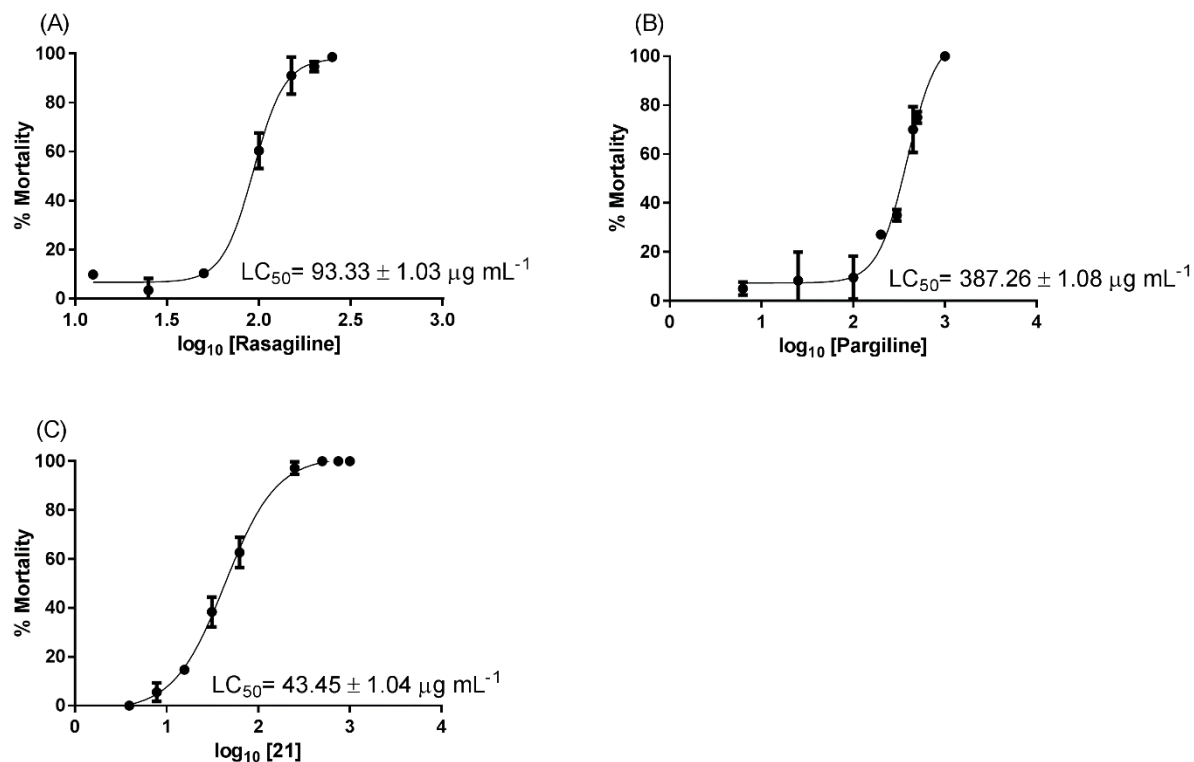 (A)
100
80
60
40
20
0
% Mortality
LC50= 93.33 ± 1.03 μg mL-1
1.0 1.5 2.0 2.5 3.0
log10 [Rasagiline]
(B)
100
80
60
40
20
0
% Mortality
LC50= 387.26 ± 1.08 μg mL-1
0 1 2 3 4
log10 [Pargiline]
(C)
100
80
60
40
20
0
% Mortality
LC50= 43.45 ± 1.04 μg mL-1
0 1 2 3 4
log10 [21]